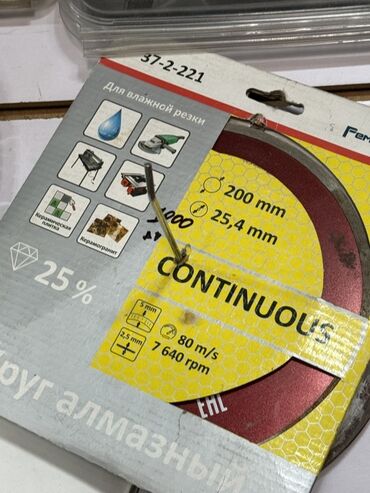 37-2-221
Для влажной резки
Керамическая
плитка
Керамогранит
25%
200 mm
25,4 mm
CONTINUOUS
5 mm
2,5 mm
80 m/s
7 640 rpm
EAC
круг алмазный